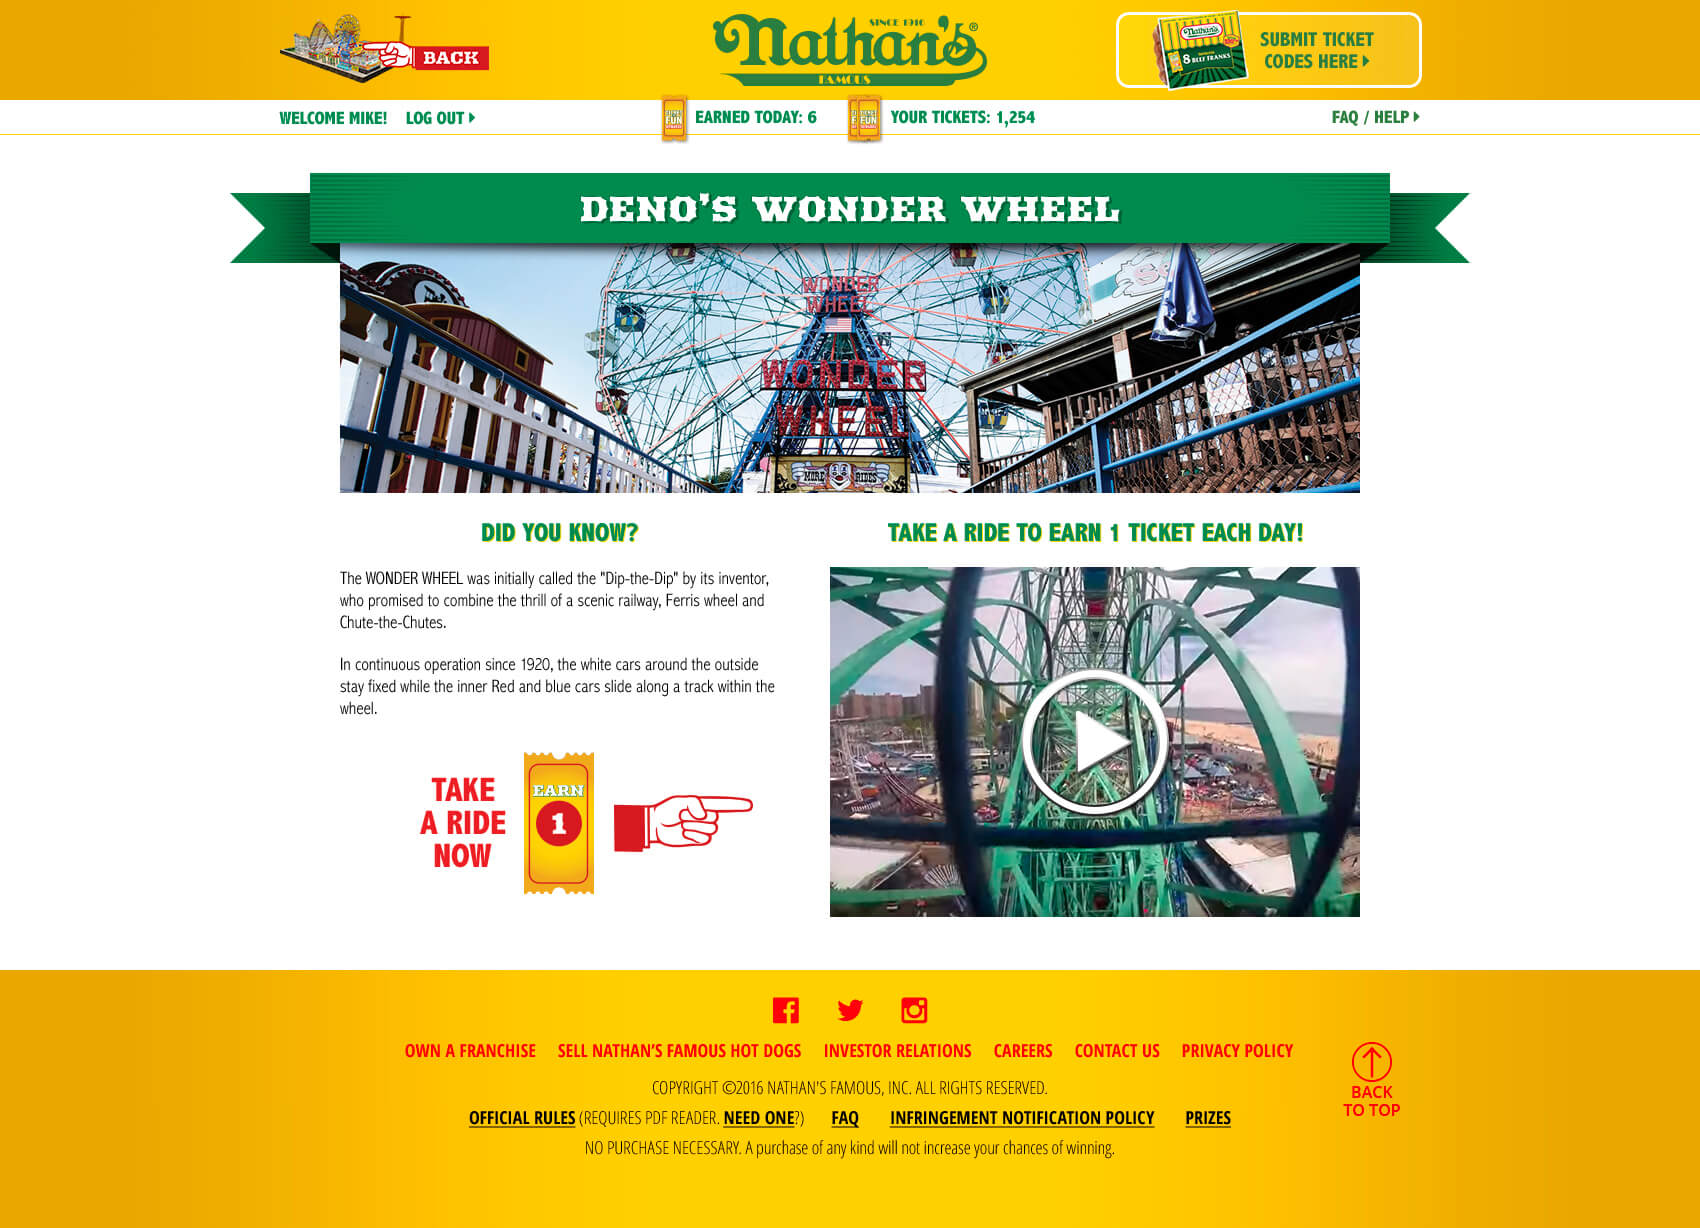 BACK
SINCE 1916
Nathan's®
FAMOUS
Nathan's
8 BEEF FRANKS
SUBMIT TICKET
CODES HERE
WELCOME MIKE!
LOG OUT
FUN
EARNED TODAY: 6
FUN
YOUR TICKETS: 1,254
FAQ / HELP
DENO'S WONDER WHEEL
WONDER
WHEEL
WONDER
WHEEL
MORE RIDES
DID YOU KNOW?
The WONDER WHEEL was initially called the "Dip-the-Dip" by its inventor,
who promised to combine the thrill of a scenic railway, Ferris wheel and
Chute-the-Chutes.
In continuous operation since 1920, the white cars around the outside
stay fixed while the inner Red and blue cars slide along a track within the
wheel.
TAKE
A RIDE
NOW
EARN
1
TAKE A RIDE TO EARN 1 TICKET EACH DAY!
OWN A FRANCHISE SELL NATHAN'S FAMOUS HOT DOGS INVESTOR RELATIONS CAREERS CONTACT US PRIVACY POLICY
COPYRIGHT ©2016 NATHAN'S FAMOUS, INC. ALL RIGHTS RESERVED.
OFFICIAL RULES (REQUIRES PDF READER. NEED ONE?) FAQ INFRINGEMENT NOTIFICATION POLICY PRIZES
NO PURCHASE NECESSARY. A purchase of any kind will not increase your chances of winning.
BACK
TO TOP